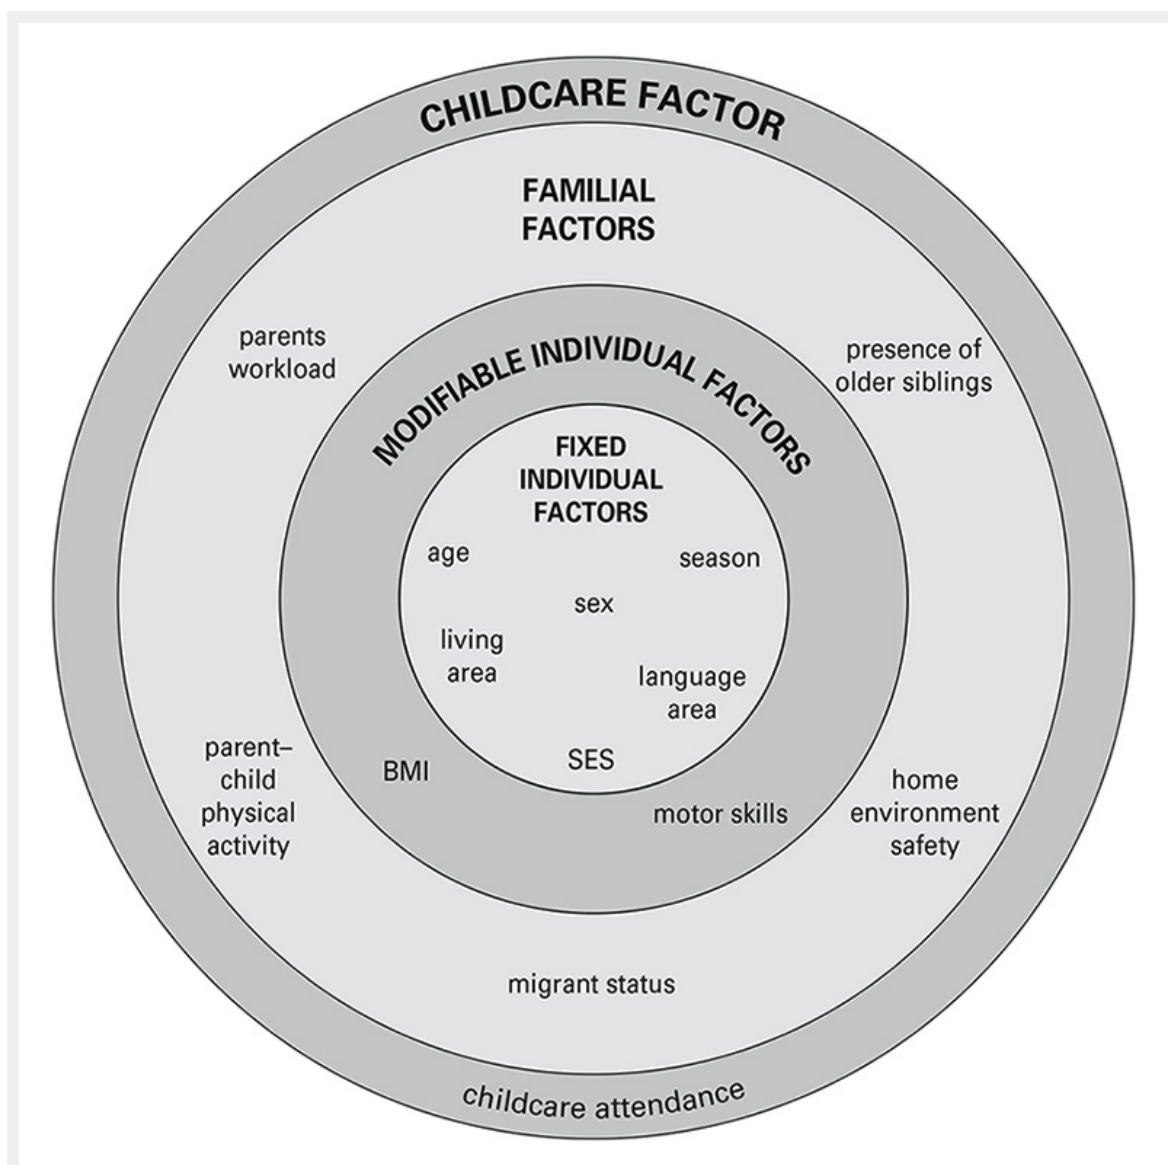 CHILDCARE FACTOR
FAMILIAL
FACTORS
parents
workload
presence of
older siblings
MODIFIABLE INDIVIDUAL FACTORS
FIXED
INDIVIDUAL
FACTORS
age
season
sex
living
area
language
area
SES
BMI
motor skills
parent–
child
physical
activity
home
environment
safety
migrant status
childcare attendance